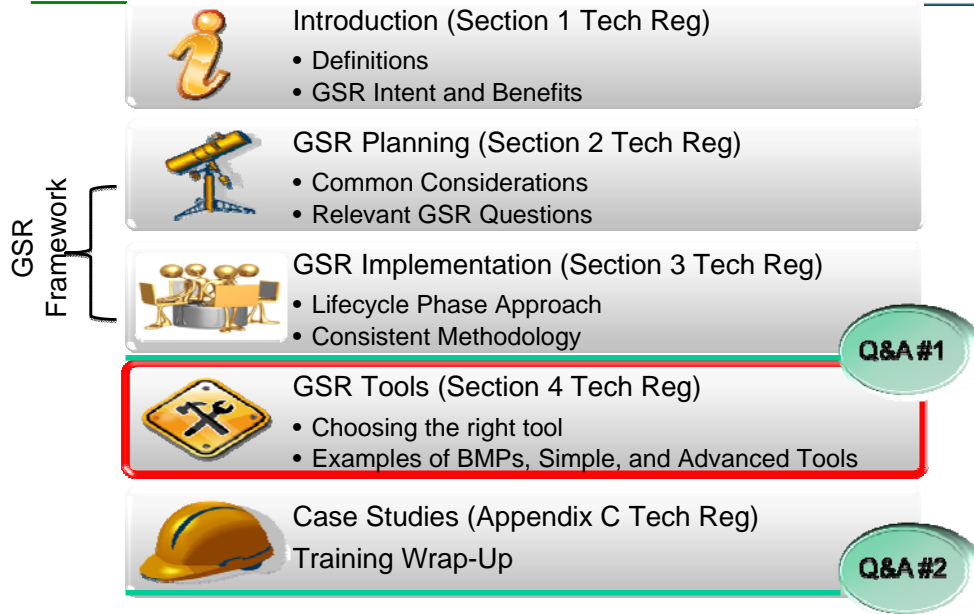 Introduction (Section 1 Tech Reg)
• Definitions
• GSR Intent and Benefits
GSR Planning (Section 2 Tech Reg)
• Common Considerations
• Relevant GSR Questions
GSR
Framework
GSR Implementation (Section 3 Tech Reg)
• Lifecycle Phase Approach
• Consistent Methodology
Q&A #1
GSR Tools (Section 4 Tech Reg)
• Choosing the right tool
• Examples of BMPs, Simple, and Advanced Tools
Case Studies (Appendix C Tech Reg)
Training Wrap-Up
Q&A #2